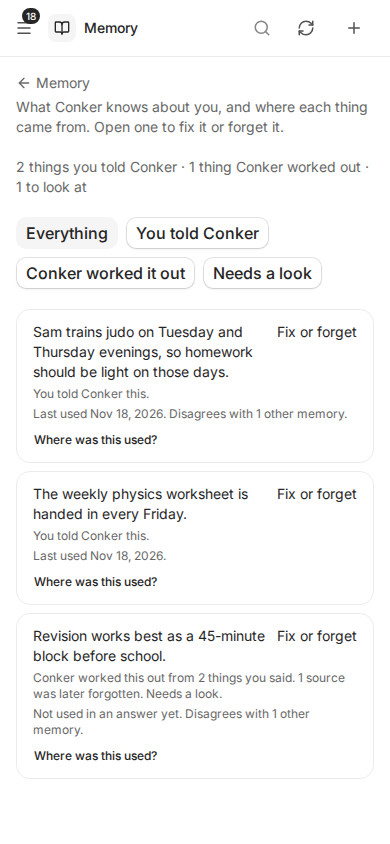 18
Memory
Memory
What Conker knows about you, and where each thing
came from. Open one to fix it or forget it.
2 things you told Conker · 1 thing Conker worked out ·
1 to look at
Everything
You told Conker
Conker worked it out
Needs a look
Sam trains judo on Tuesday and
Thursday evenings, so homework
should be light on those days.
Fix or forget
You told Conker this.
Last used Nov 18, 2026. Disagrees with 1 other memory.
Where was this used?
The weekly physics worksheet is
handed in every Friday.
Fix or forget
You told Conker this.
Last used Nov 18, 2026.
Where was this used?
Revision works best as a 45-minute
block before school.
Fix or forget
Conker worked this out from 2 things you said. 1 source
was later forgotten. Needs a look.
Not used in an answer yet. Disagrees with 1 other
memory.
Where was this used?